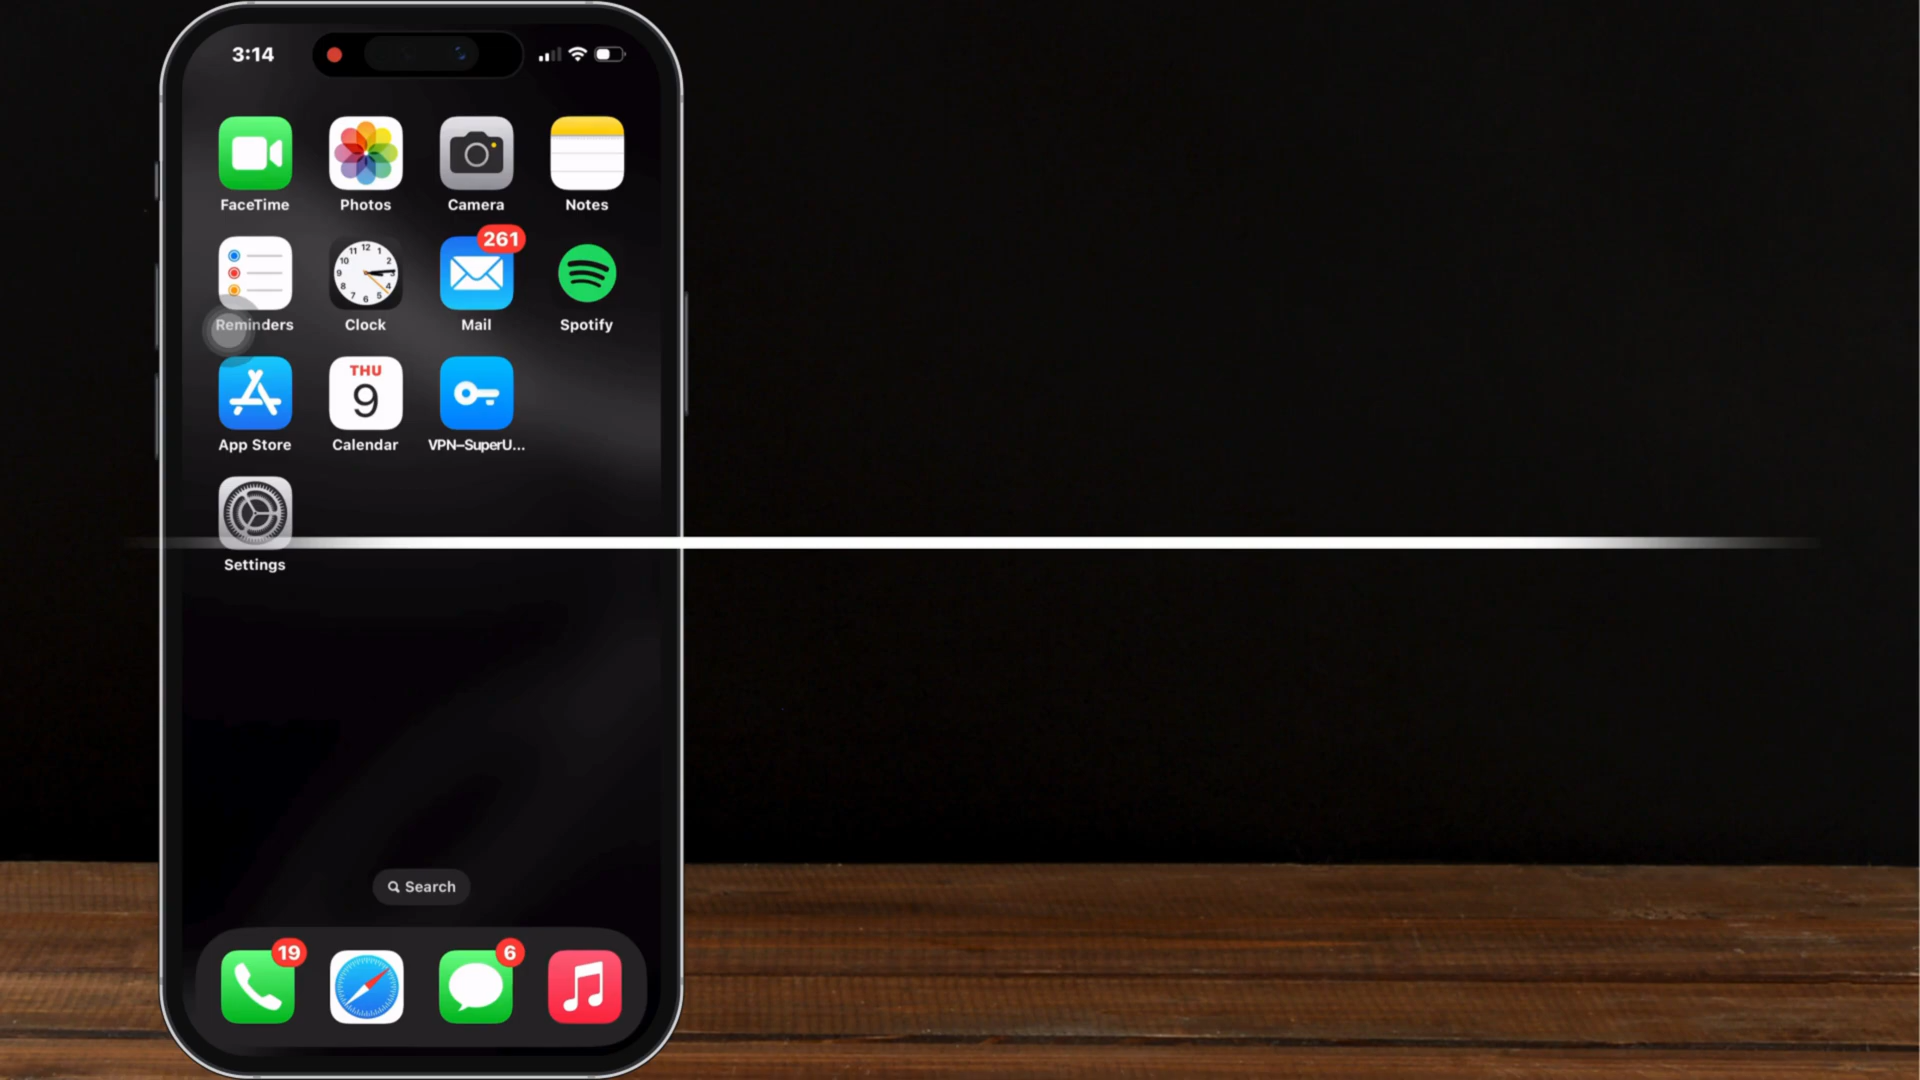 3:14
FaceTime Photos Camera Notes
261
Reminders Clock Mail Spotify
THU
9
App Store Calendar VPN–SuperU...
Settings
Search
19 6